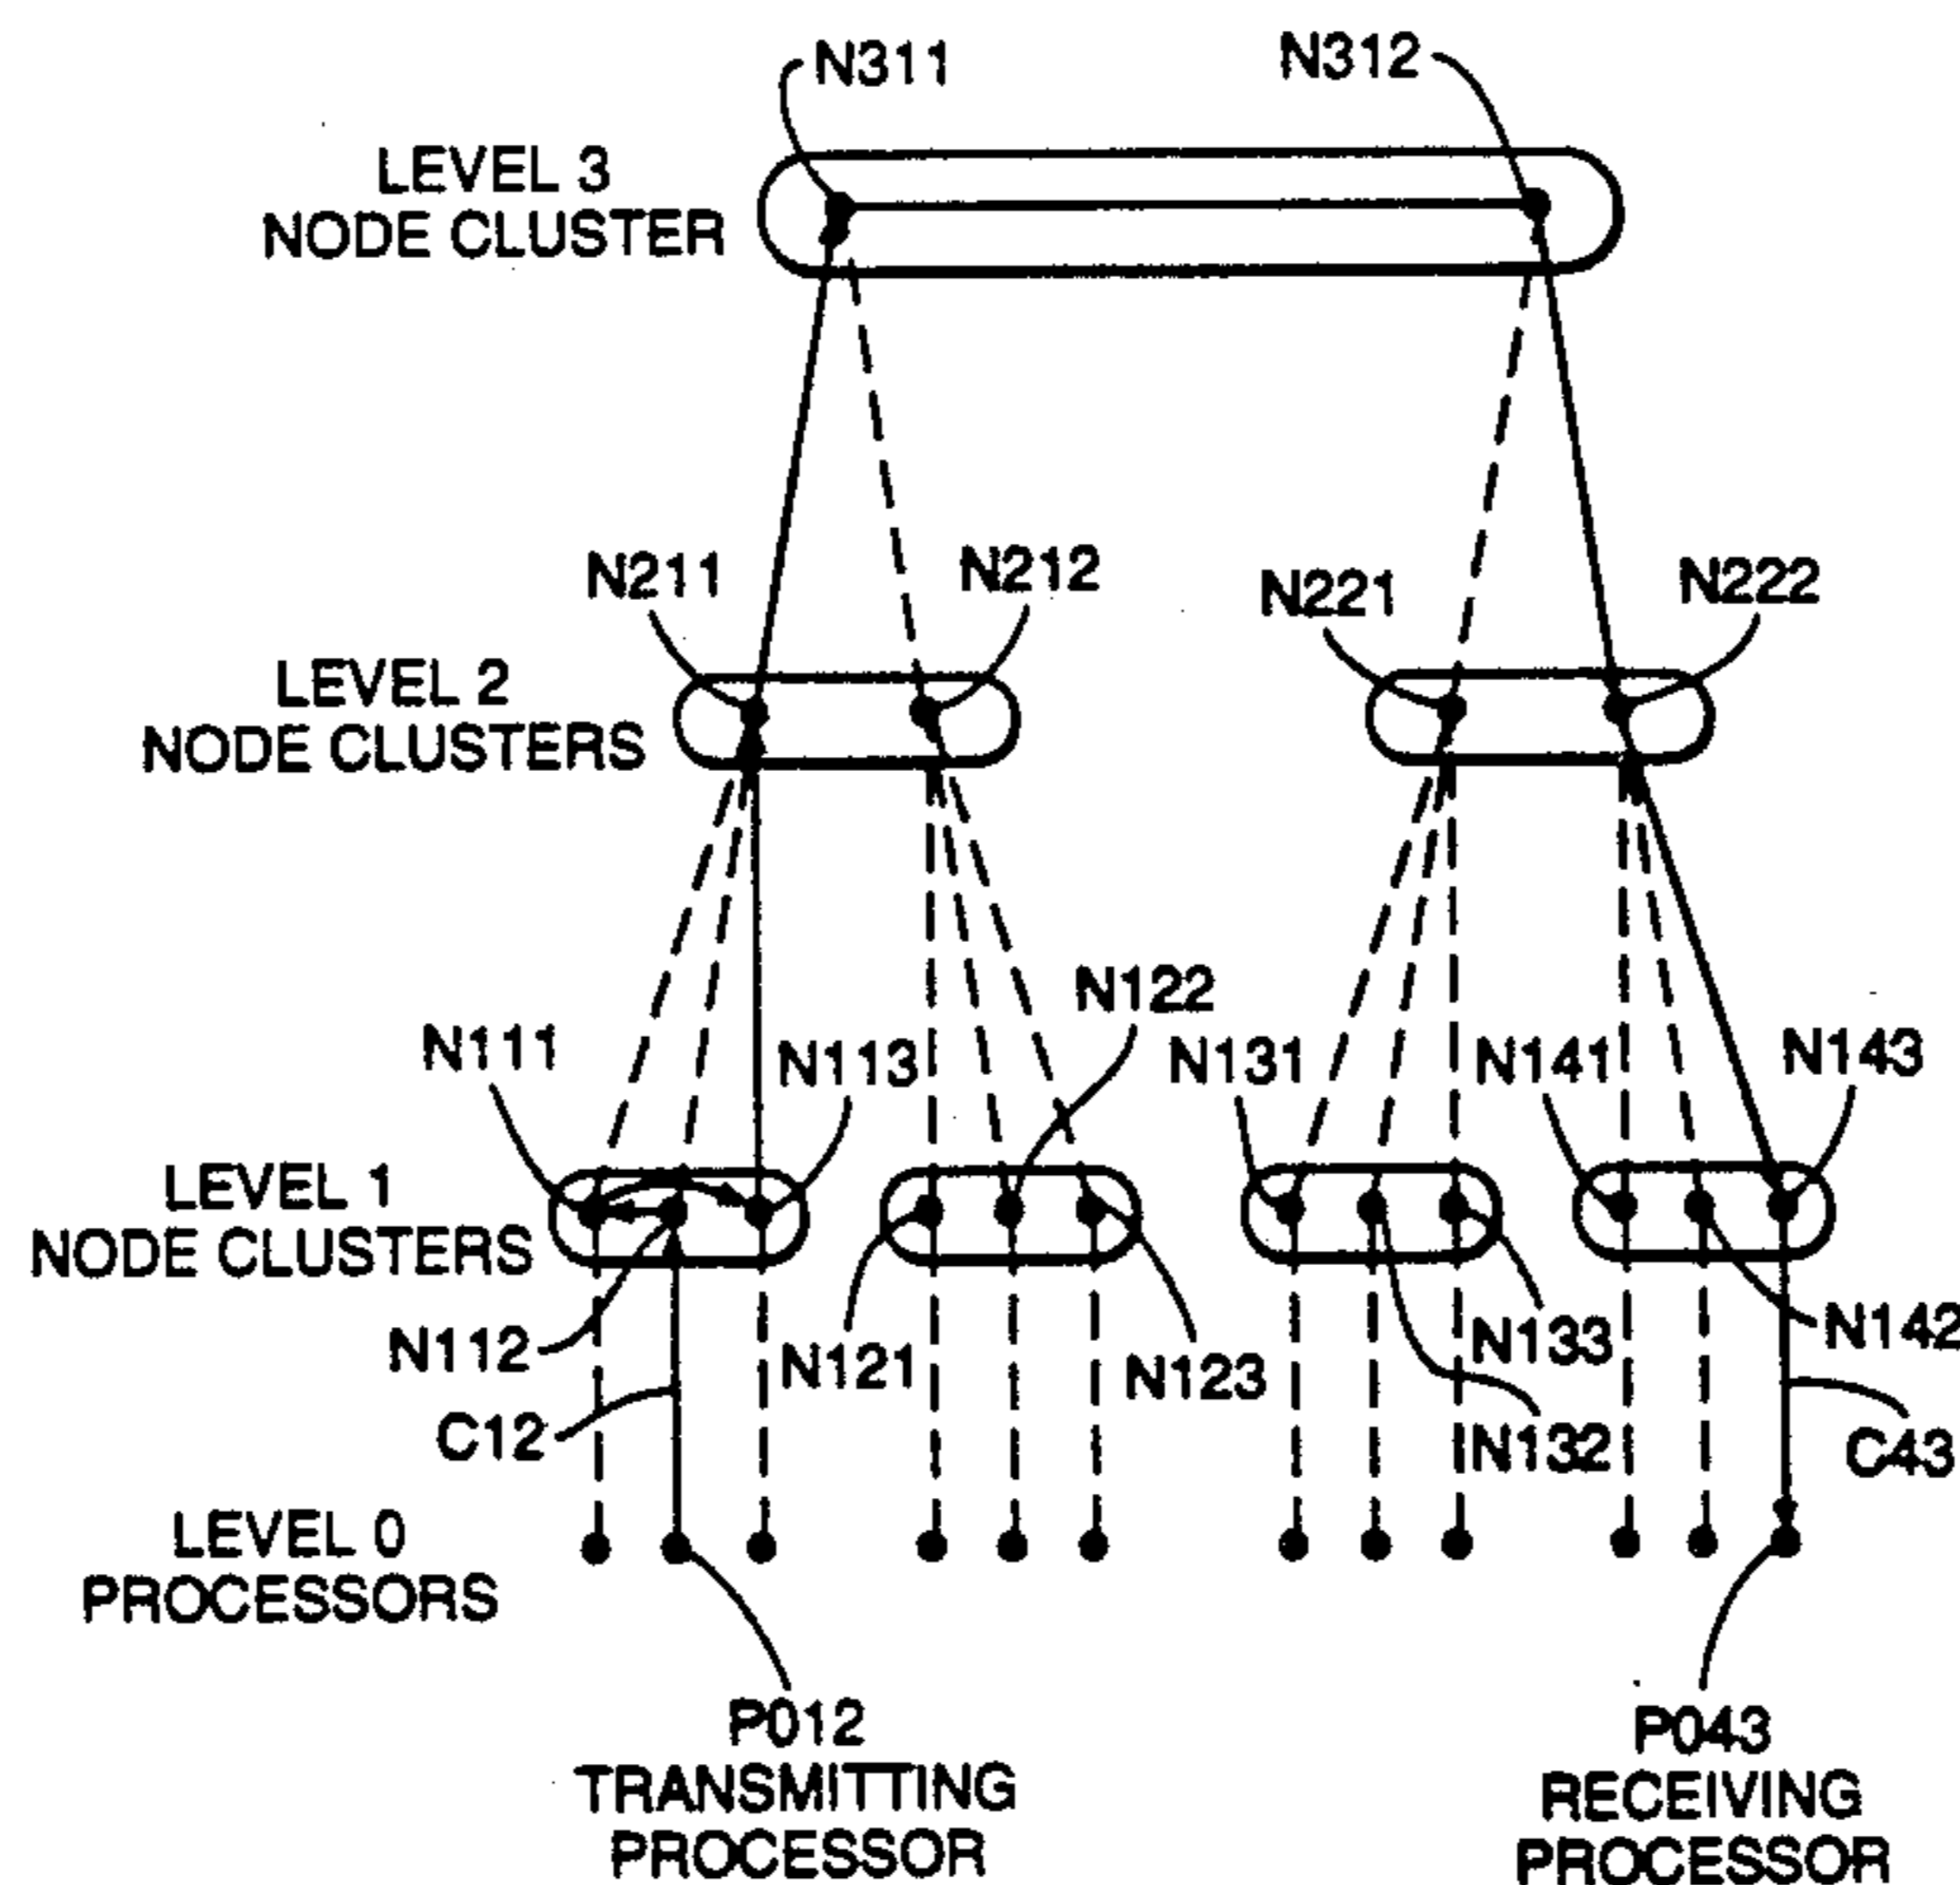 N311
N312
LEVEL 3
NODE CLUSTER
N211
N212
N221
N222
LEVEL 2
NODE CLUSTERS
N122
N111
N113
N131
N141
N143
LEVEL 1
NODE CLUSTERS
N112
N121
N123
N133
N142
C12
N132
C43
LEVEL 0
PROCESSORS
P012
TRANSMITTING
PROCESSOR
P043
RECEIVING
PROCESSOR